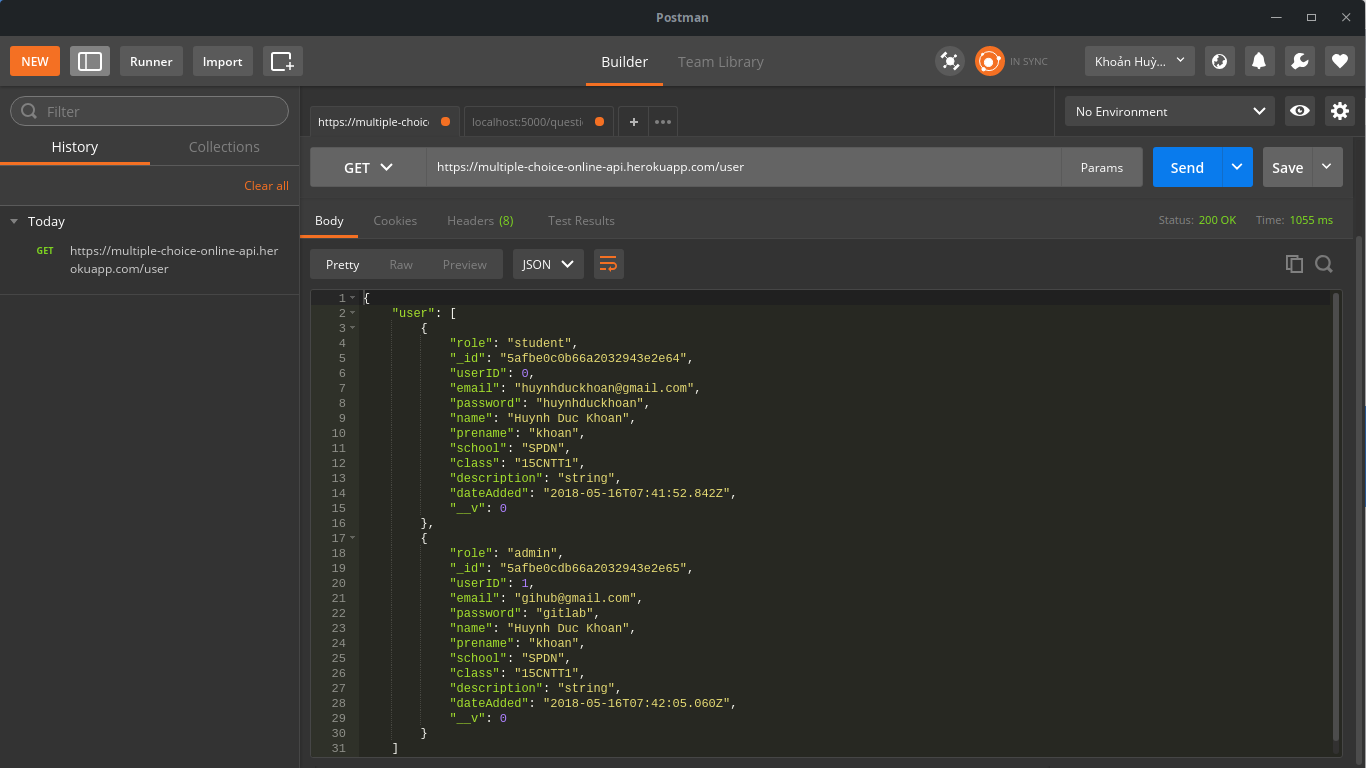 Postman
NEW
Runner
Import
Builder
Team Library
IN SYNC
Khoản Huỳ...
Filter
History
Collections
Clear all
Today
GET
https://multiple-choice-online-api.her
okuapp.com/user
https://multiple-choic
localhost:5000/questi
+
•••
No Environment
GET
https://multiple-choice-online-api.herokuapp.com/user
Params
Send
Save
Body
Cookies
Headers (8)
Test Results
Status: 200 OK
Time: 1055 ms
Pretty
Raw
Preview
JSON
1 {
2 "user": [
3 {
4 "role": "student",
5 "_id": "5afbe0c0b66a2032943e2e64",
6 "userID": 0,
7 "email": "huynhduckhoan@gmail.com",
8 "password": "huynhduckhoan",
9 "name": "Huynh Duc Khoan",
10 "prename": "khoan",
11 "school": "SPDN",
12 "class": "15CNTT1",
13 "description": "string",
14 "dateAdded": "2018-05-16T07:41:52.842Z",
15 "__v": 0
16 },
17 {
18 "role": "admin",
19 "_id": "5afbe0cdb66a2032943e2e65",
20 "userID": 1,
21 "email": "gihub@gmail.com",
22 "password": "gitlab",
23 "name": "Huynh Duc Khoan",
24 "prename": "khoan",
25 "school": "SPDN",
26 "class": "15CNTT1",
27 "description": "string",
28 "dateAdded": "2018-05-16T07:42:05.060Z",
29 "__v": 0
30 }
31 ]